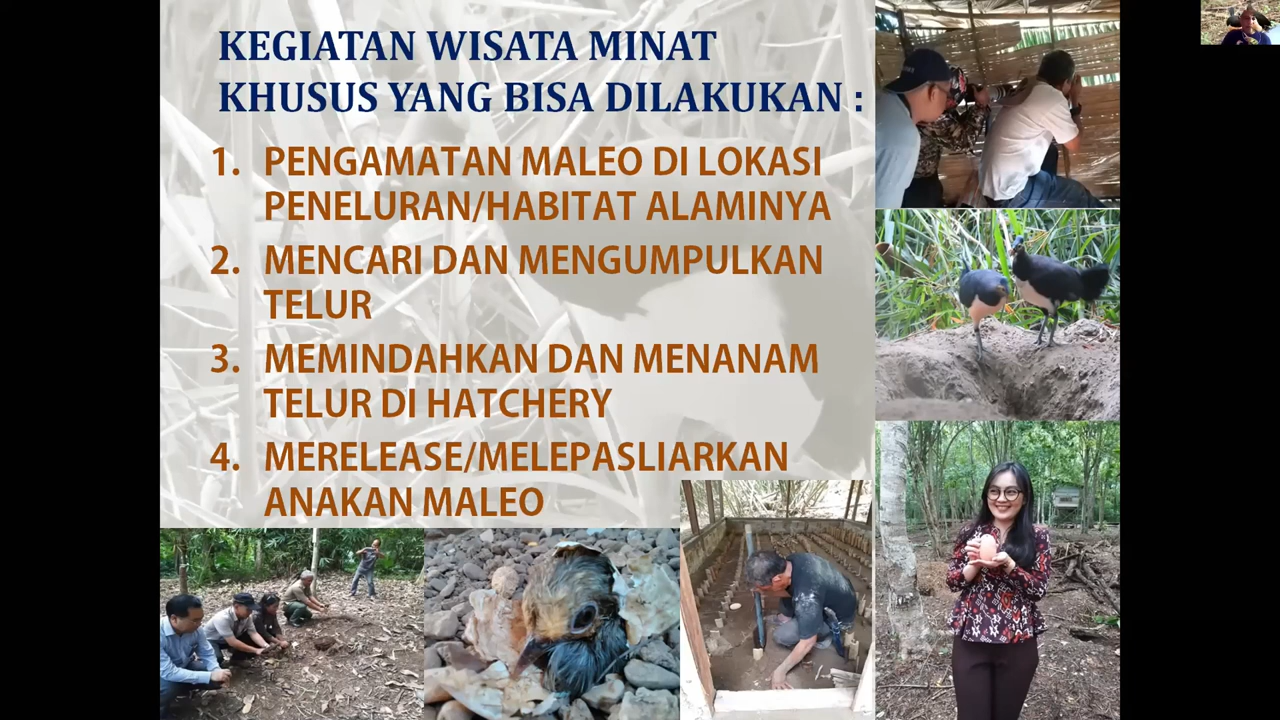 KEGIATAN WISATA MINAT
KHUSUS YANG BISA DILAKUKAN :
1. PENGAMATAN MALEO DI LOKASI
PENELURAN/HABITAT ALAMINYA
2. MENCARI DAN MENGUMPULKAN
TELUR
3. MEMINDAHKAN DAN MENANAM
TELUR DI HATCHERY
4. MERELEASE/MELEPASLIARKAN
ANAKAN MALEO